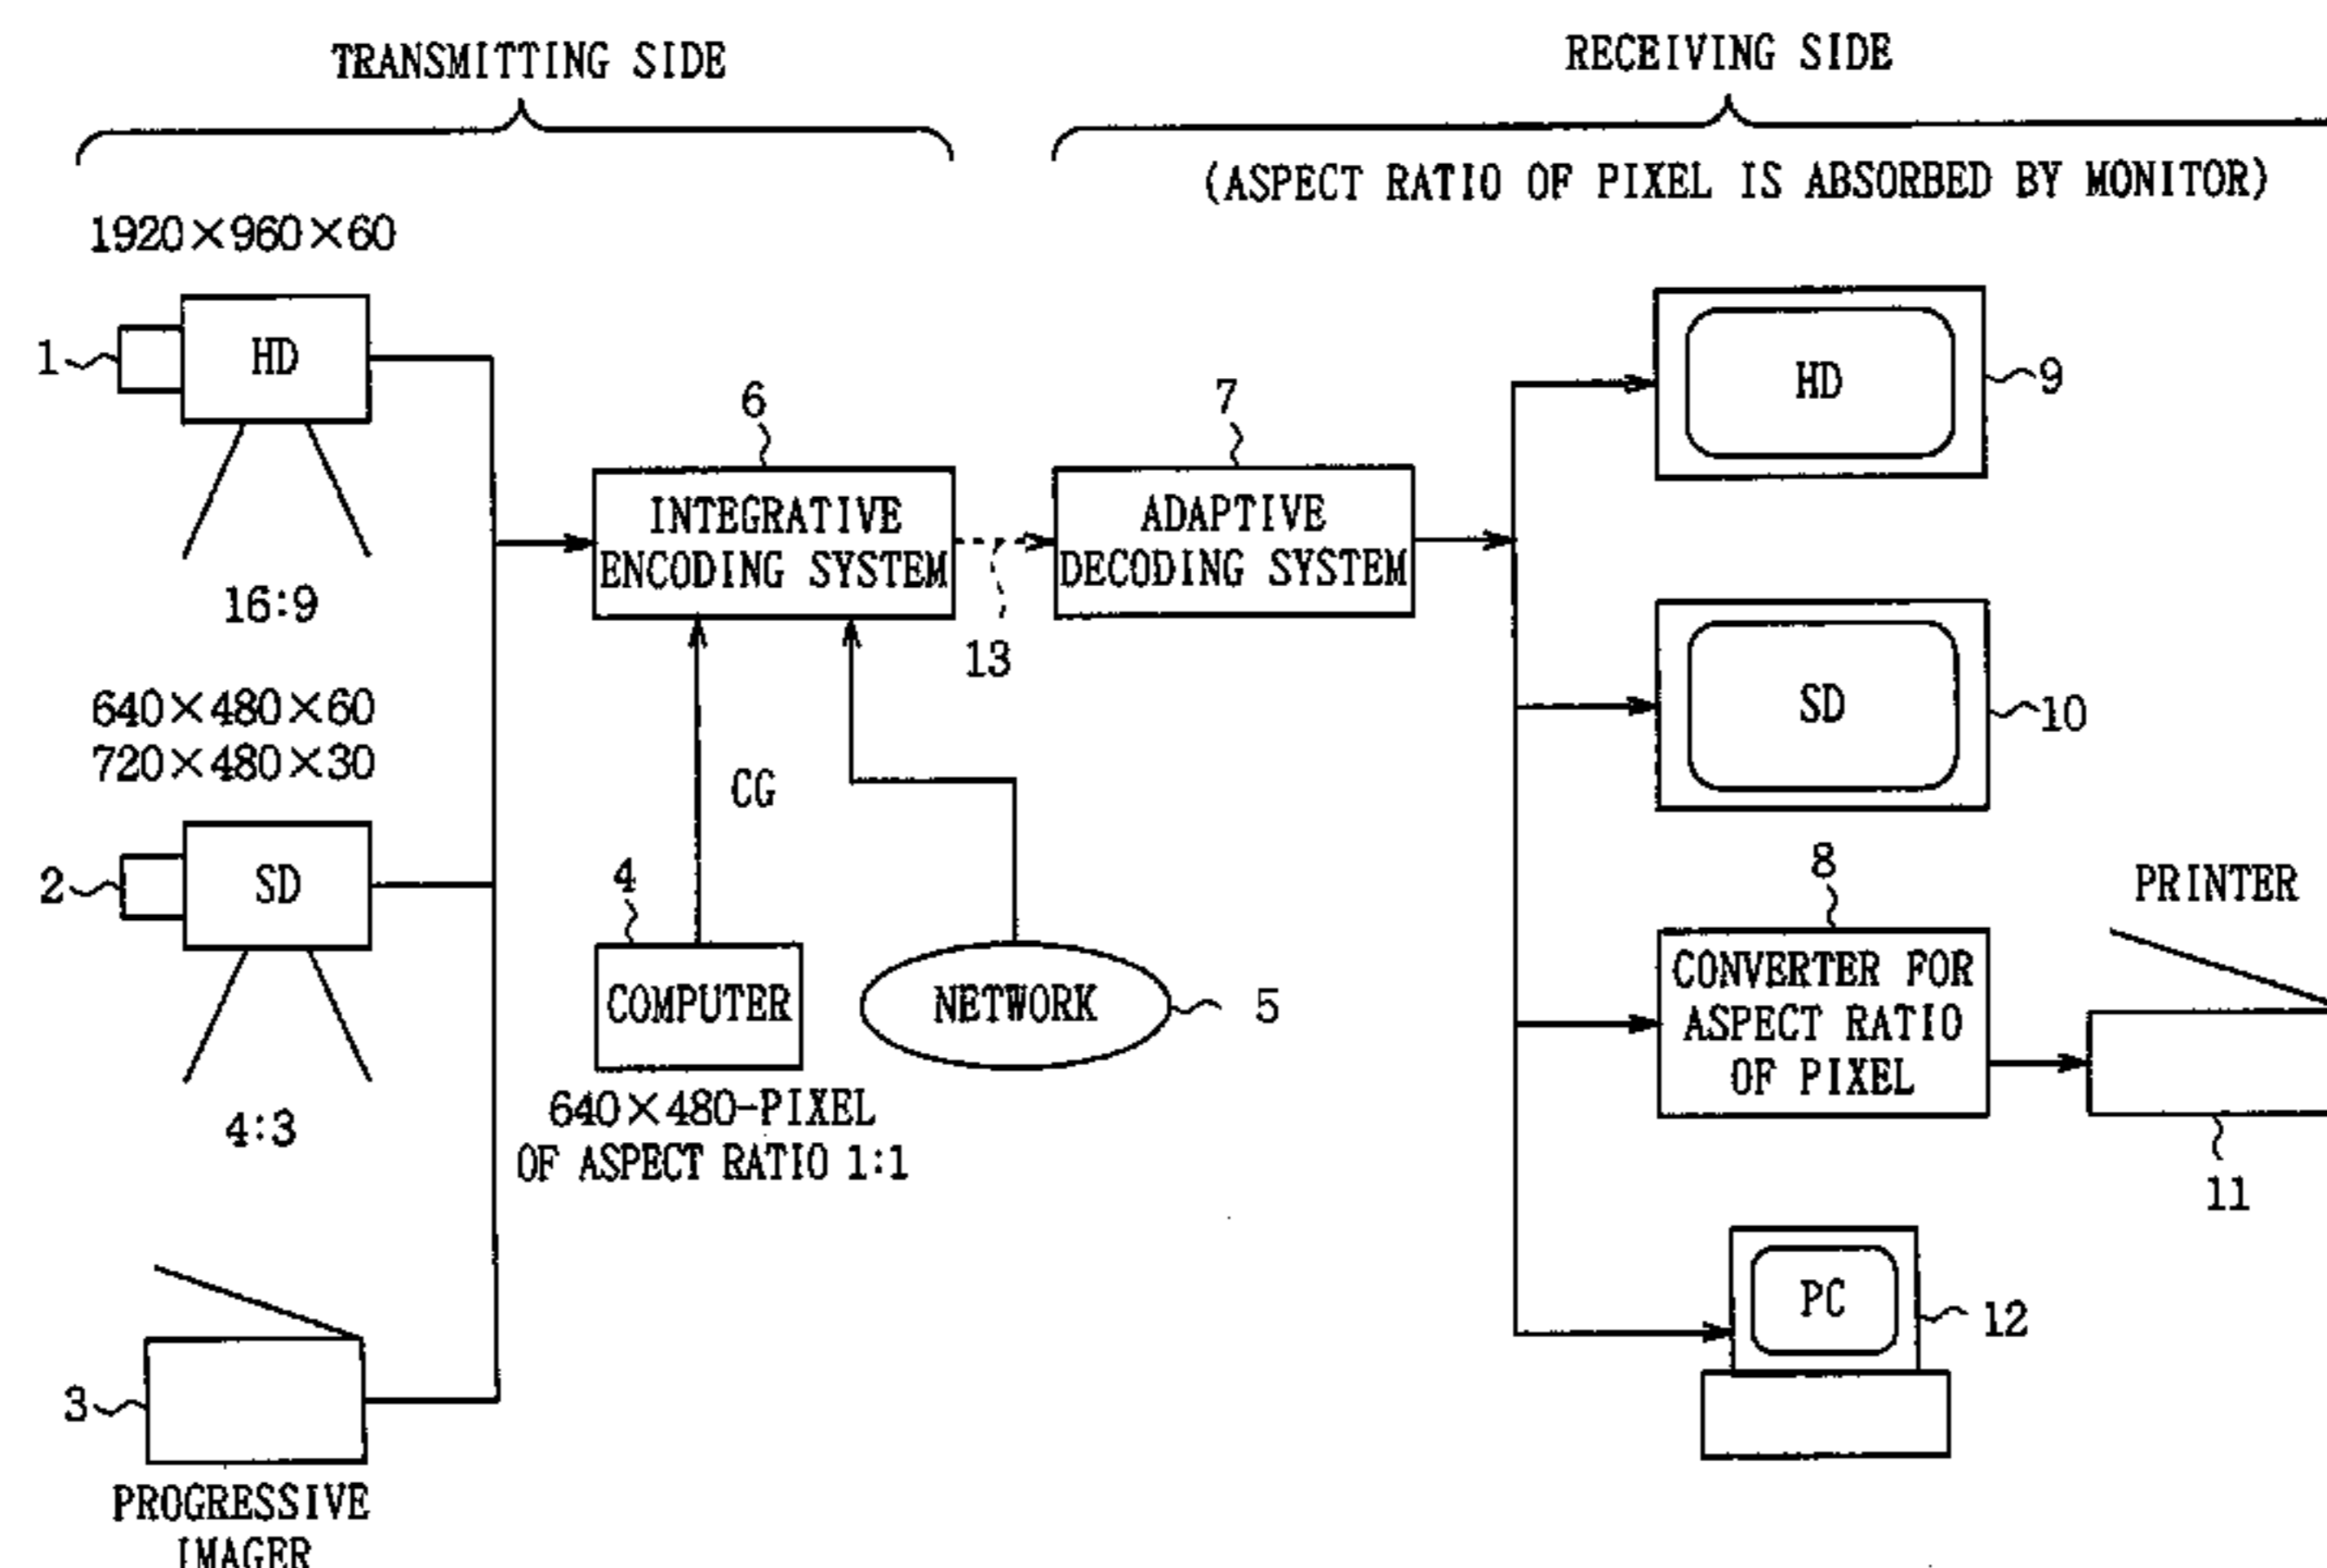 TRANSMITTING SIDE
RECEIVING SIDE
(ASPECT RATIO OF PIXEL IS ABSORBED BY MONITOR)
1920×960×60
1
HD
16:9
640×480×60
720×480×30
2
SD
4:3
3
PROGRESSIVE
IMAGER
6
INTEGRATIVE
ENCODING SYSTEM
CG
4
COMPUTER
640×480-PIXEL
OF ASPECT RATIO 1:1
NETWORK
5
13
7
ADAPTIVE
DECODING SYSTEM
HD
9
SD
10
8
CONVERTER FOR
ASPECT RATIO
OF PIXEL
PRINTER
11
PC
12